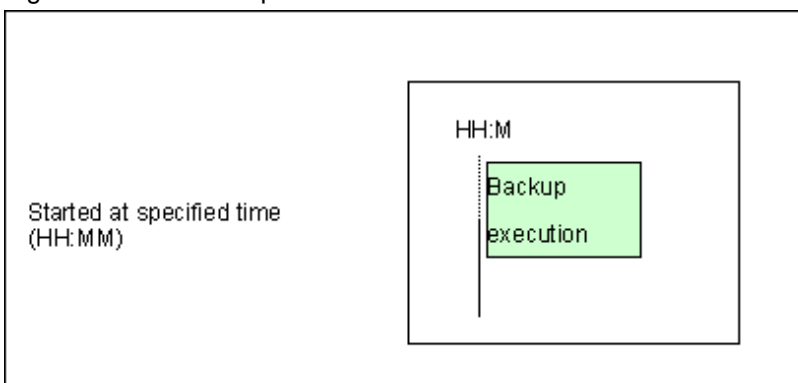 HH:M
Backup
execution
Started at specified time
(HH:MM)